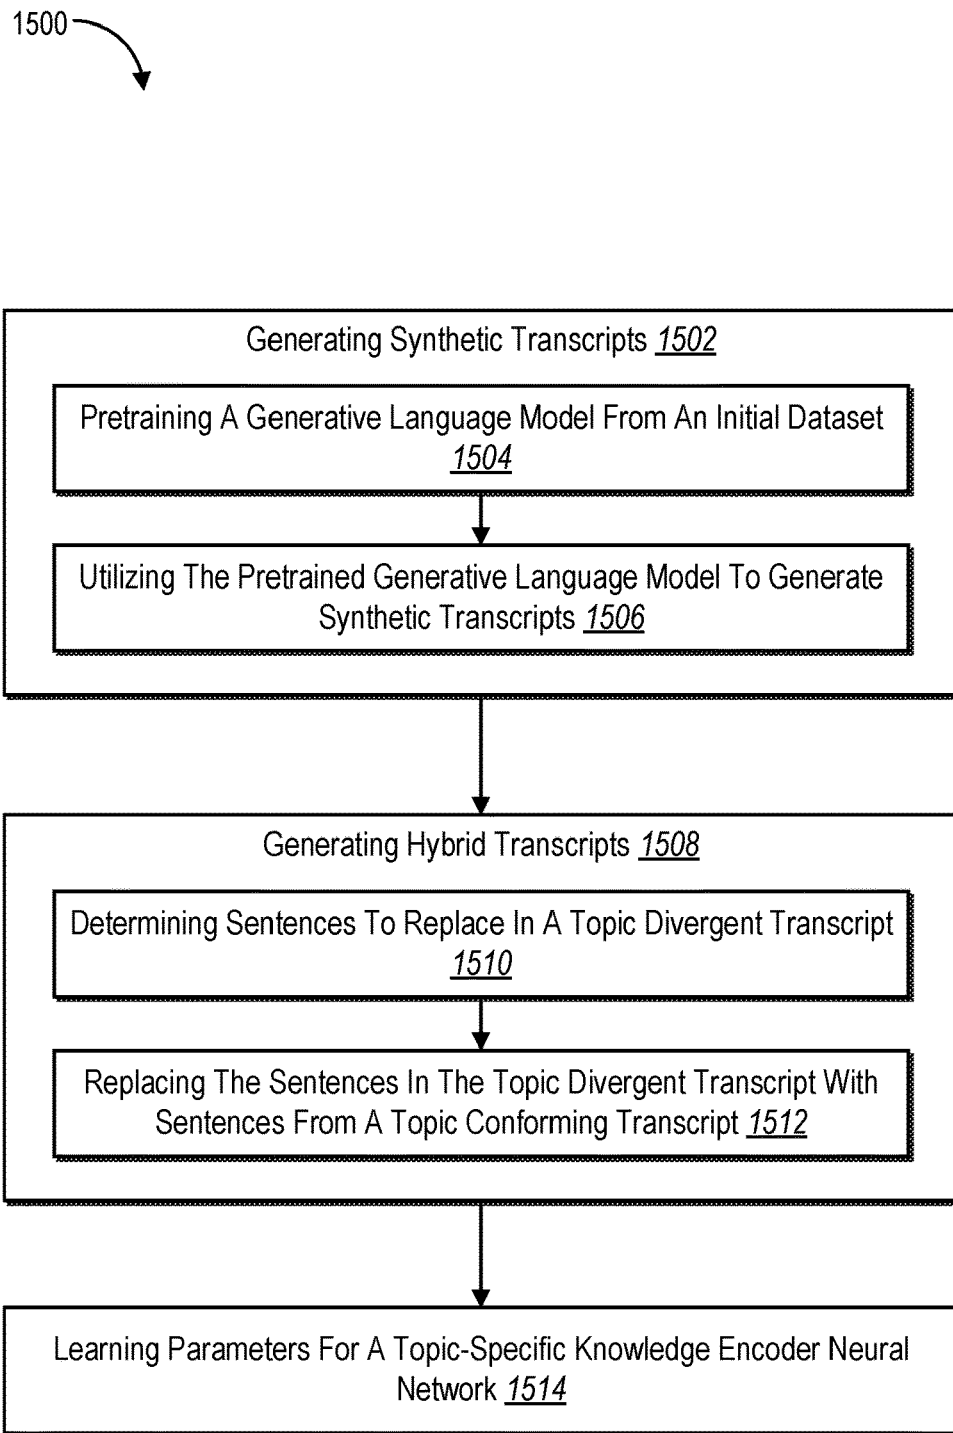 1500
Generating Synthetic Transcripts 1502
Pretraining A Generative Language Model From An Initial Dataset
1504
Utilizing The Pretrained Generative Language Model To Generate
Synthetic Transcripts 1506
Generating Hybrid Transcripts 1508
Determining Sentences To Replace In A Topic Divergent Transcript
1510
Replacing The Sentences In The Topic Divergent Transcript With
Sentences From A Topic Conforming Transcript 1512
Learning Parameters For A Topic-Specific Knowledge Encoder Neural
Network 1514